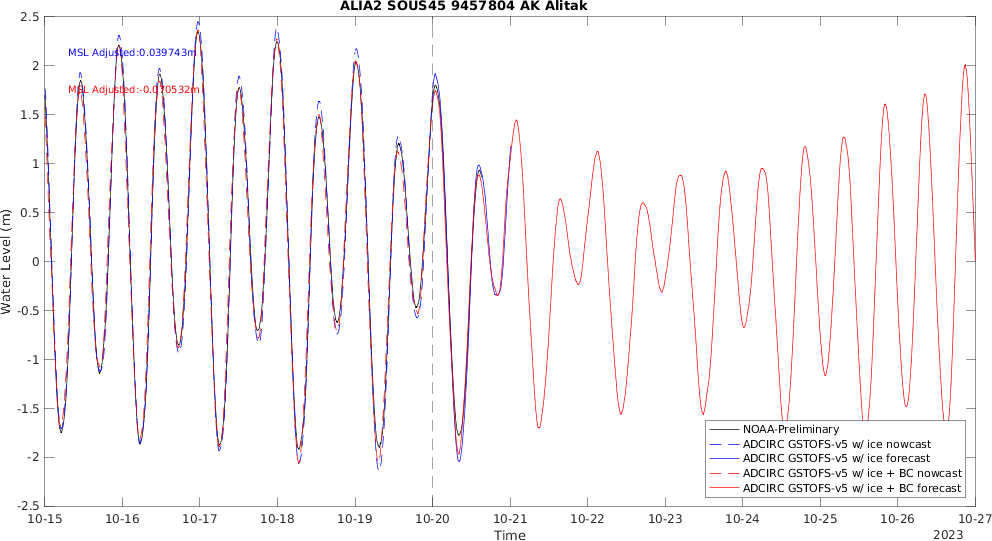 ALIA2 SOUS45 9457804 AK Alitak
2.5
2
1.5
1
0.5
0
-0.5
-1
-1.5
-2
-2.5
Water Level (m)
MSL Adjusted:0.039743m
MSL Adjusted:-0.070532m
NOAA-Preliminary
ADCIRC GSTOFS-v5 w/ ice nowcast
ADCIRC GSTOFS-v5 w/ ice forecast
ADCIRC GSTOFS-v5 w/ ice + BC nowcast
ADCIRC GSTOFS-v5 w/ ice + BC forecast
10-15 10-16 10-17 10-18 10-19 10-20 10-21 10-22 10-23 10-24 10-25 10-26 10-27
Time
2023